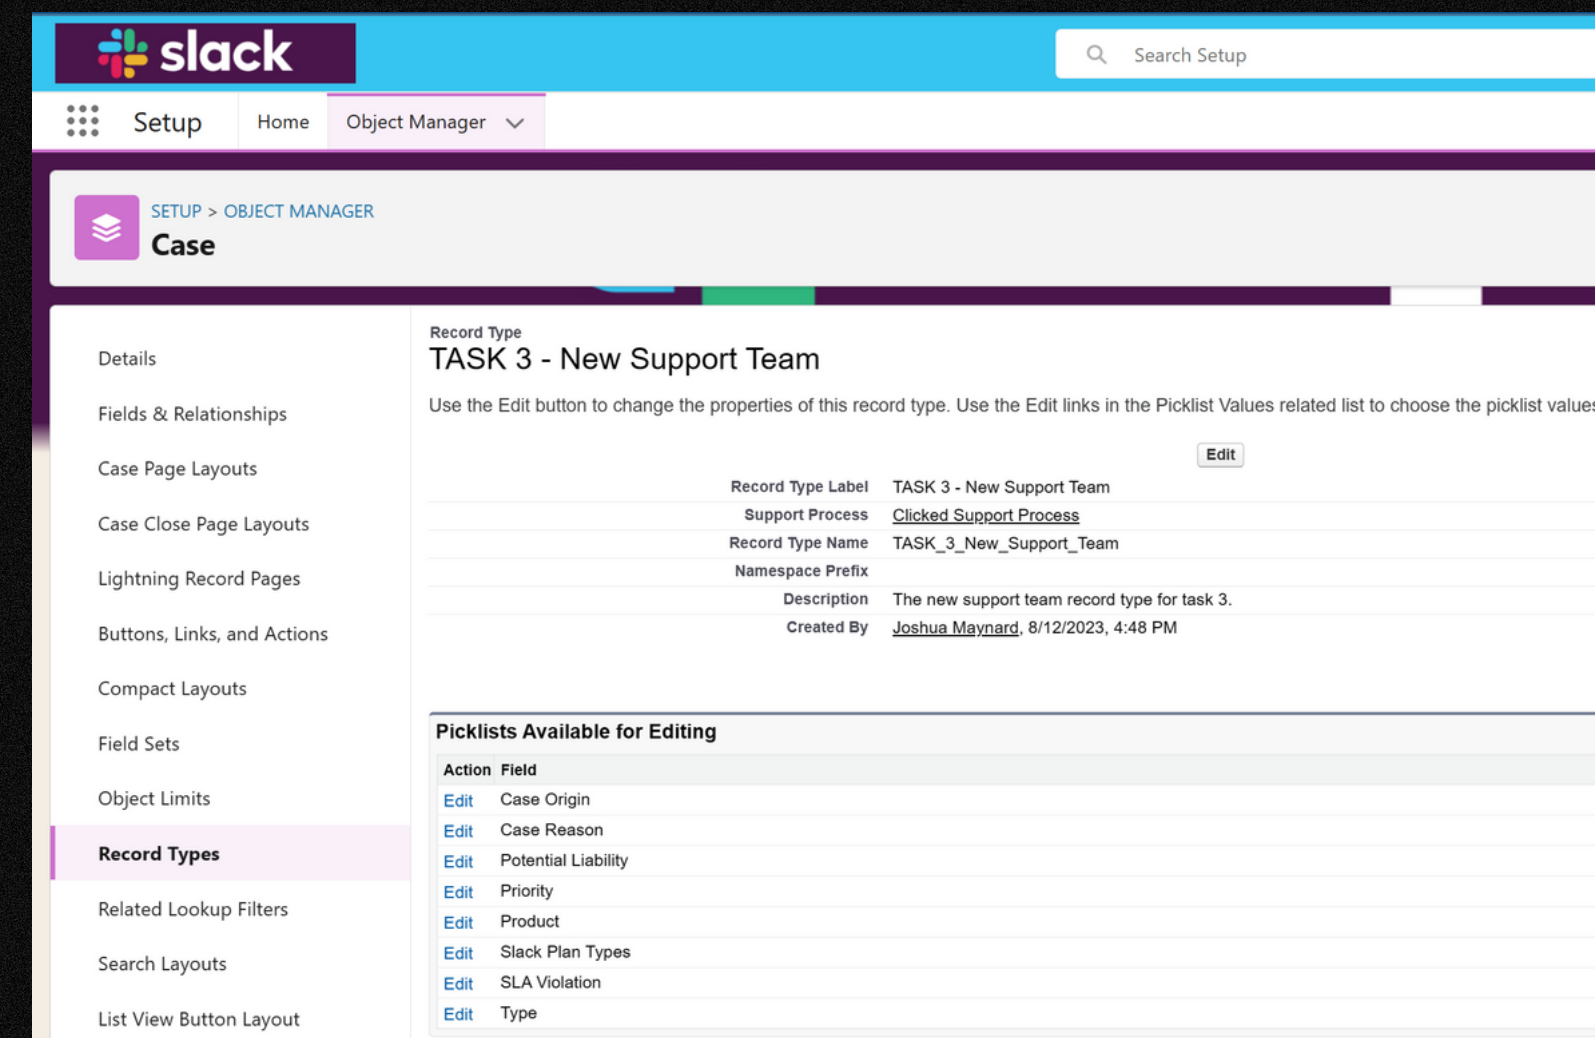 slack
Search Setup
Setup Home Object Manager
SETUP > OBJECT MANAGER
Case
Details
Fields & Relationships
Case Page Layouts
Case Close Page Layouts
Lightning Record Pages
Buttons, Links, and Actions
Compact Layouts
Field Sets
Object Limits
Record Types
Related Lookup Filters
Search Layouts
List View Button Layout
Record Type
TASK 3 - New Support Team
Use the Edit button to change the properties of this record type. Use the Edit links in the Picklist Values related list to choose the picklist values
Edit
Record Type Label TASK 3 - New Support Team
Support Process Clicked Support Process
Record Type Name TASK_3_New_Support_Team
Namespace Prefix
Description The new support team record type for task 3.
Created By Joshua Maynard, 8/12/2023, 4:48 PM
Picklists Available for Editing
Action Field
Edit Case Origin
Edit Case Reason
Edit Potential Liability
Edit Priority
Edit Product
Edit Slack Plan Types
Edit SLA Violation
Edit Type